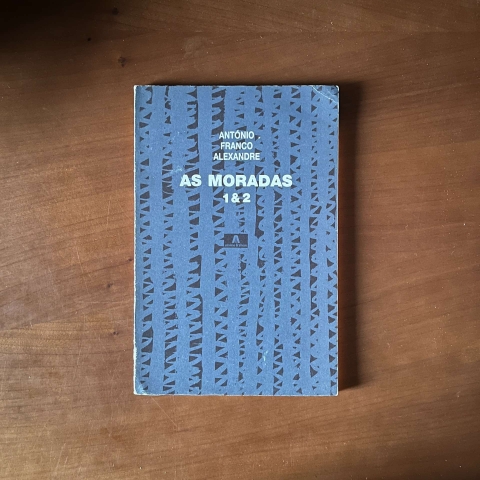 ANTÓNIO
FRANCO
ALEXANDRE
AS MORADAS
1 & 2